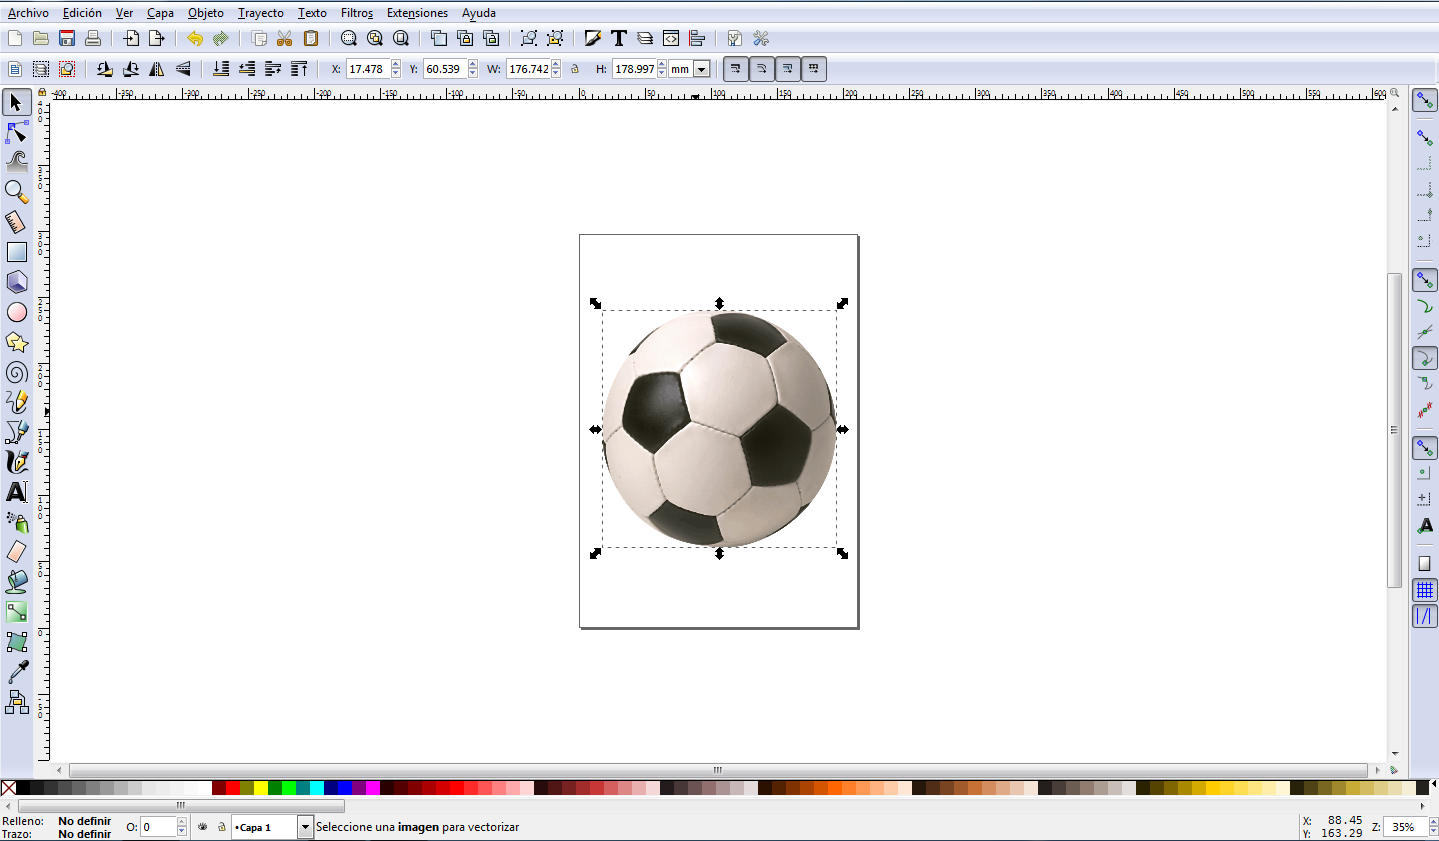 Archivo Edición Ver Capa Objeto Trayecto Texto Filtros Extensiones Ayuda
X: 17.478 Y: 60.539 W: 176.742 H: 178.997 mm
-400 -250 -200 -150 -100 -50 0 50 100 150 200 250 300 350 400 450 500 550 600
Relleno: No definir
Trazo: No definir
O: 0
•Capa 1
Seleccione una imagen para vectorizar
X: 88.45
Y: 163.29
Z: 35%